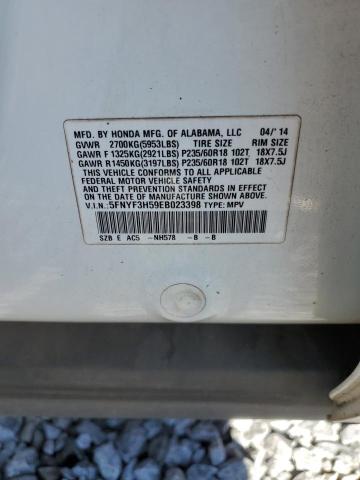 MFD. BY HONDA MFG. OF ALABAMA, LLC 04/'14
GVWR 2700KG(5953LBS) TIRE SIZE RIM SIZE
GAWR F 1325KG(2921LBS) P235/60R18 102T 18X7.5J
GAWR R 1450KG(3197LBS) P235/60R18 102T 18X7.5J
THIS VEHICLE CONFORMS TO ALL APPLICABLE
FEDERAL MOTOR VEHICLE SAFETY
AND THEFT PREVENTION STANDARDS IN EFFECT
ON THE DATE OF MANUFACTURE SHOWN ABOVE.
V.I.N.:5FNYF3H59EB023398 TYPE: MPV
SZB E AC5 -NH578 -B -B